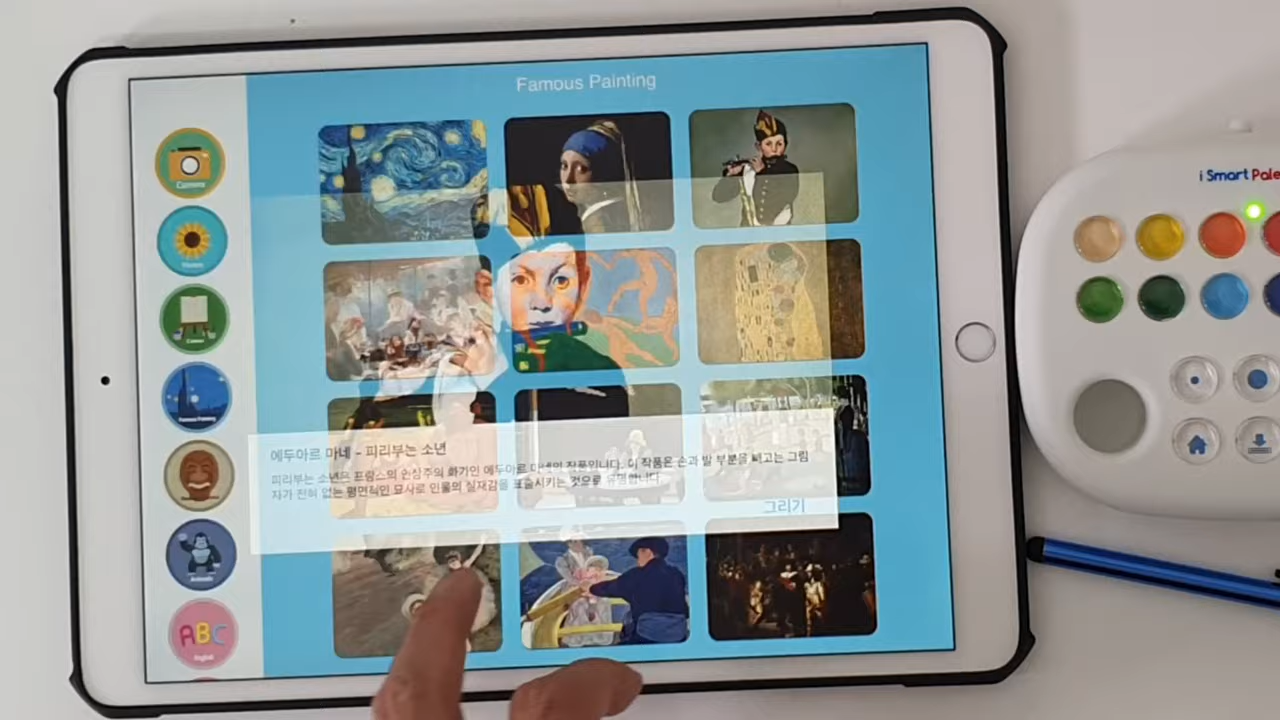 Famous Painting
Camera
ABC
English
Animals
에두아르 마네 - 피리부는 소년
피리부는 소년은 프랑스의 인상주의 화가인 에두아르 마네의 작품입니다. 이 작품은 손과 발 부분을 빼고는 그림
자가 전혀 없는 평면적인 묘사로 인물의 실재감을 표출시키는 것으로 유명합니다.
그리기
i Smart Pale